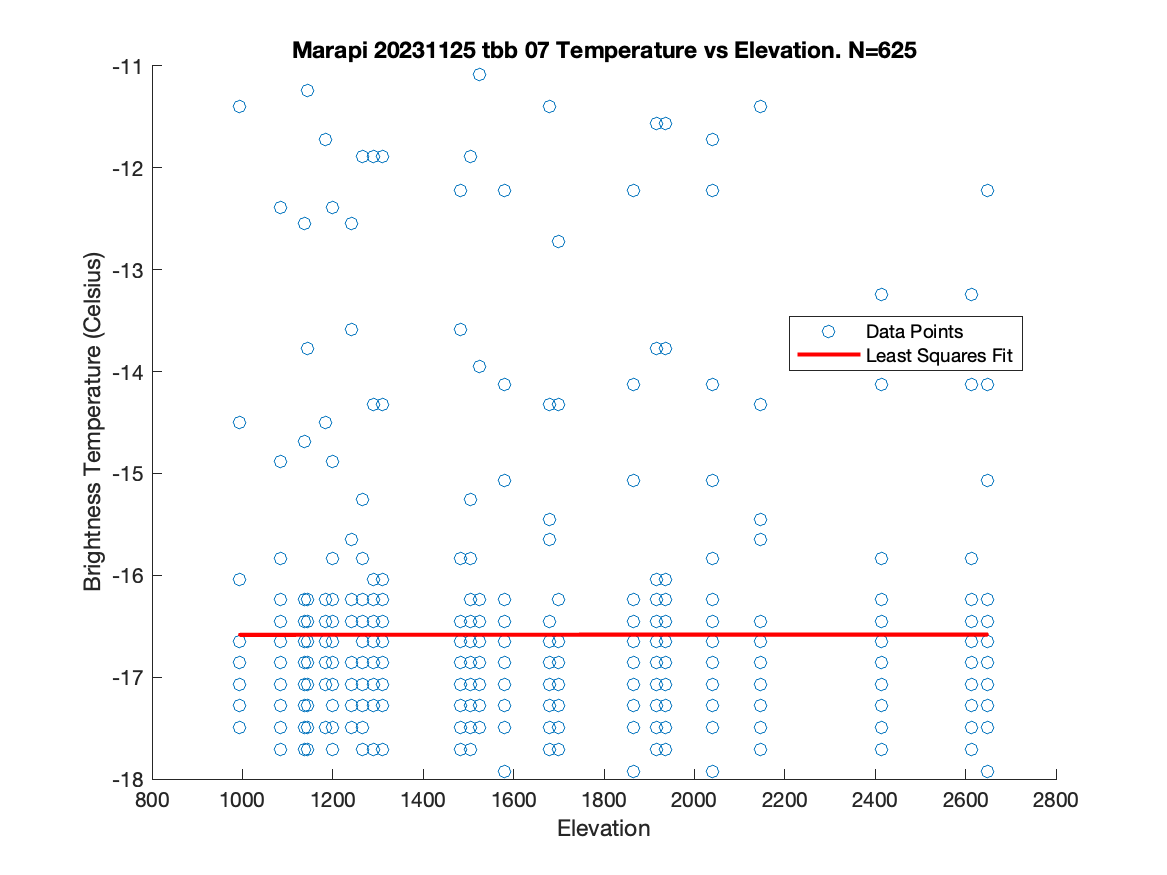 Marapi 20231125 tbb 07 Temperature vs Elevation. N=625
-11
-12
-13
-14
-15
-16
-17
-18
Brightness Temperature (Celsius)
Data Points
Least Squares Fit
800 1000 1200 1400 1600 1800 2000 2200 2400 2600 2800
Elevation